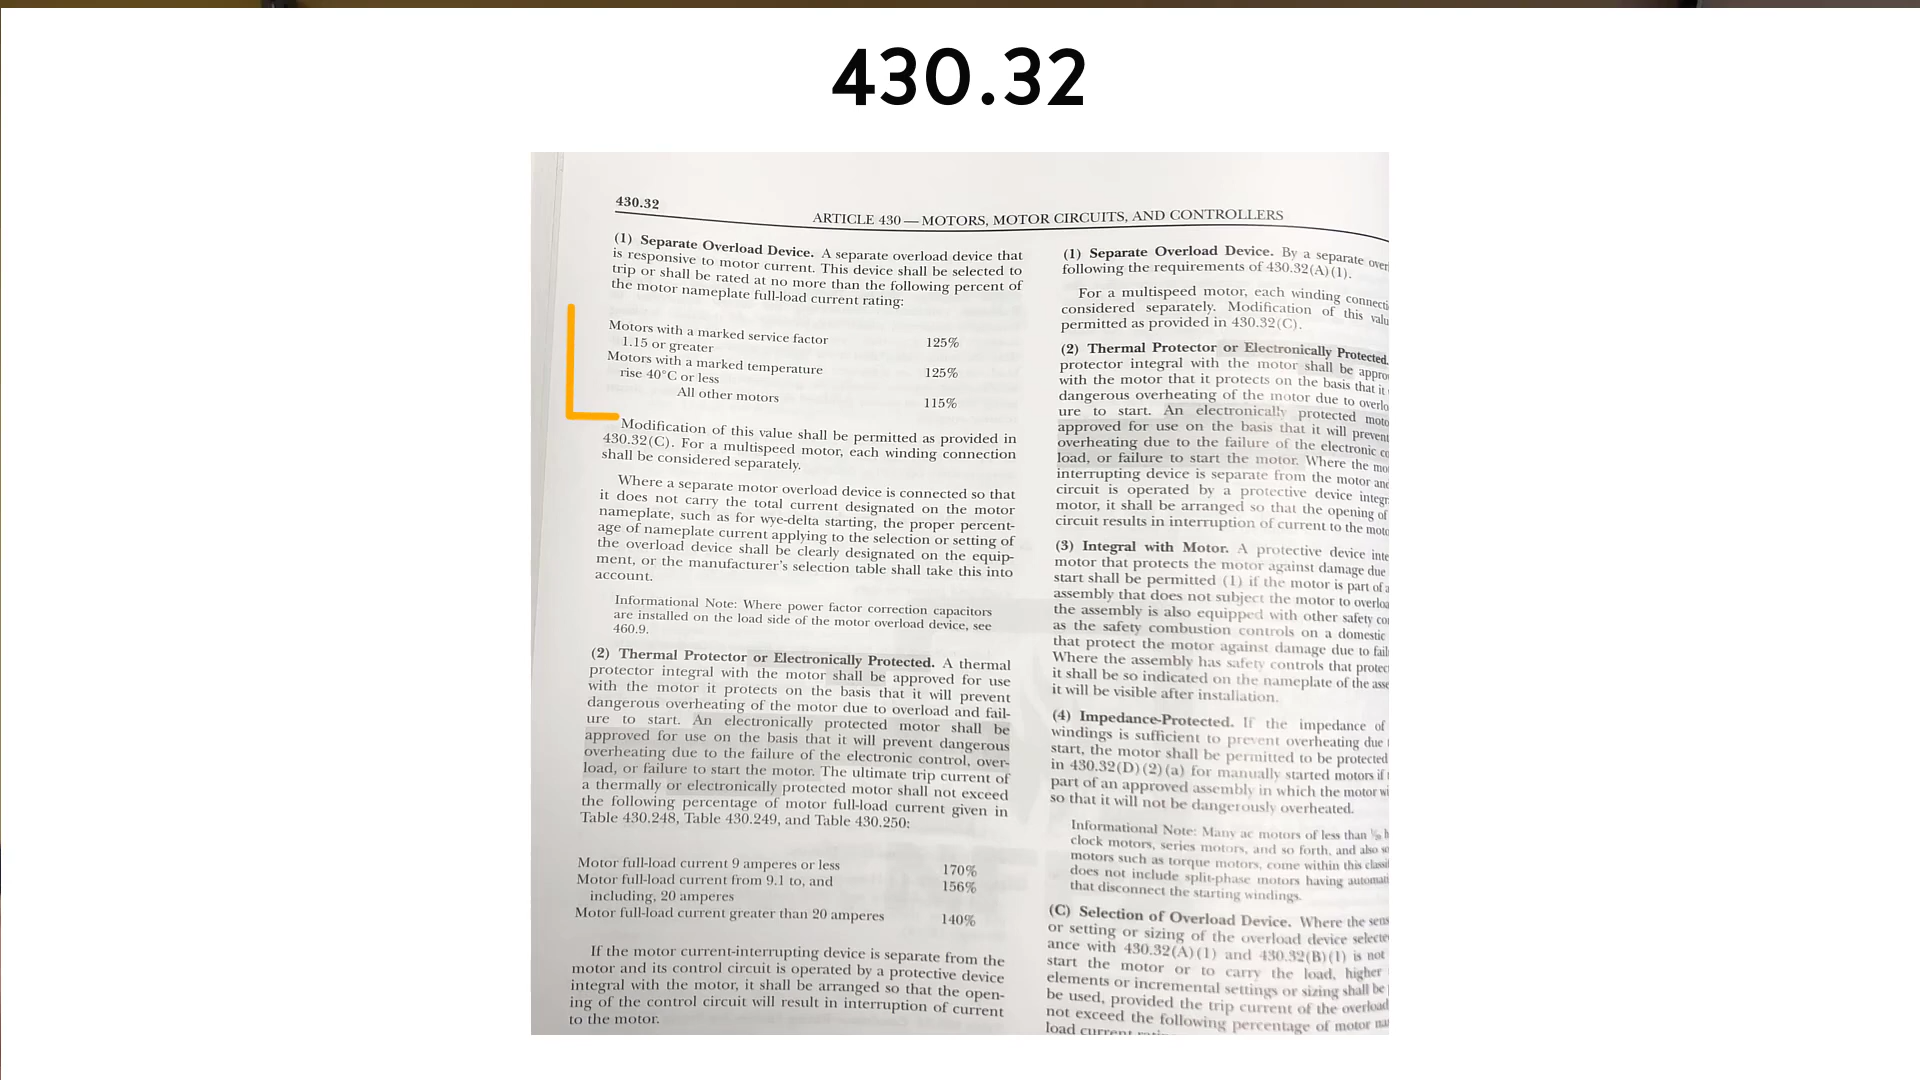 430.32
430.32
ARTICLE 430 — MOTORS, MOTOR CIRCUITS, AND CONTROLLERS
(1) Separate Overload Device. A separate overload device that
is responsive to motor current. This device shall be selected to
trip or shall be rated at no more than the following percent of
the motor nameplate full-load current rating:
Motors with a marked service factor 125%
1.15 or greater
Motors with a marked temperature 125%
rise 40°C or less
All other motors 115%
Modification of this value shall be permitted as provided in
430.32(C). For a multispeed motor, each winding connection
shall be considered separately.
Where a separate motor overload device is connected so that
it does not carry the total current designated on the motor
nameplate, such as for wye-delta starting, the proper percent-
age of nameplate current applying to the selection or setting of
the overload device shall be clearly designated on the equip-
ment, or the manufacturer's selection table shall take this into
account.
Informational Note: Where power factor correction capacitors
are installed on the load side of the motor overload device, see
460.9.
(2) Thermal Protector or Electronically Protected. A thermal
protector integral with the motor shall be approved for use
with the motor it protects on the basis that it will prevent
dangerous overheating of the motor due to overload and fail-
ure to start. An electronically protected motor shall be
approved for use on the basis that it will prevent dangerous
overheating due to the failure of the electronic control, over-
load, or failure to start the motor. The ultimate trip current of
a thermally or electronically protected motor shall not exceed
the following percentage of motor full-load current given in
Table 430.248, Table 430.249, and Table 430.250:
Motor full-load current 9 amperes or less 170%
Motor full-load current from 9.1 to, and 156%
including, 20 amperes
Motor full-load current greater than 20 amperes 140%
If the motor current-interrupting device is separate from the
motor and its control circuit is operated by a protective device
integral with the motor, it shall be arranged so that the open-
ing of the control circuit will result in interruption of current
to the motor.
(1) Separate Overload Device. By a separate over
following the requirements of 430.32(A)(1).
For a multispeed motor, each winding connecti
considered separately. Modification of this valu
permitted as provided in 430.32(C).
(2) Thermal Protector or Electronically Protected.
protector integral with the motor shall be appro
with the motor that it protects on the basis that it
dangerous overheating of the motor due to overlo
ure to start. An electronically protected moto
approved for use on the basis that it will prevent
overheating due to the failure of the electronic co
load, or failure to start the motor. Where the mo
interrupting device is separate from the motor and
circuit is operated by a protective device integr
motor, it shall be arranged so that the opening of
circuit results in interruption of current to the moto
(3) Integral with Motor. A protective device inte
motor that protects the motor against damage due
start shall be permitted (1) if the motor is part of a
assembly that does not subject the motor to overloa
the assembly is also equipped with other safety co
as the safety combustion controls on a domestic
that protect the motor against damage due to fail
Where the assembly has safety controls that protec
it shall be so indicated on the nameplate of the asse
it will be visible after installation.
(4) Impedance-Protected. If the impedance of
windings is sufficient to prevent overheating due
start, the motor shall be permitted to be protected
in 430.32(D)(2)(a) for manually started motors if
part of an approved assembly in which the motor wi
so that it will not be dangerously overheated.
Informational Note: Many ac motors of less than 1/20 h
clock motors, series motors, and so forth, and also so
motors such as torque motors, come within this classif
does not include split-phase motors having automati
that disconnect the starting windings.
(C) Selection of Overload Device. Where the sens
or setting or sizing of the overload device selecte
ance with 430.32(A)(1) and 430.32(B)(1) is not
start the motor or to carry the load, higher
elements or incremental settings or sizing shall be
be used, provided the trip current of the overload
not exceed the following percentage of motor na
load current